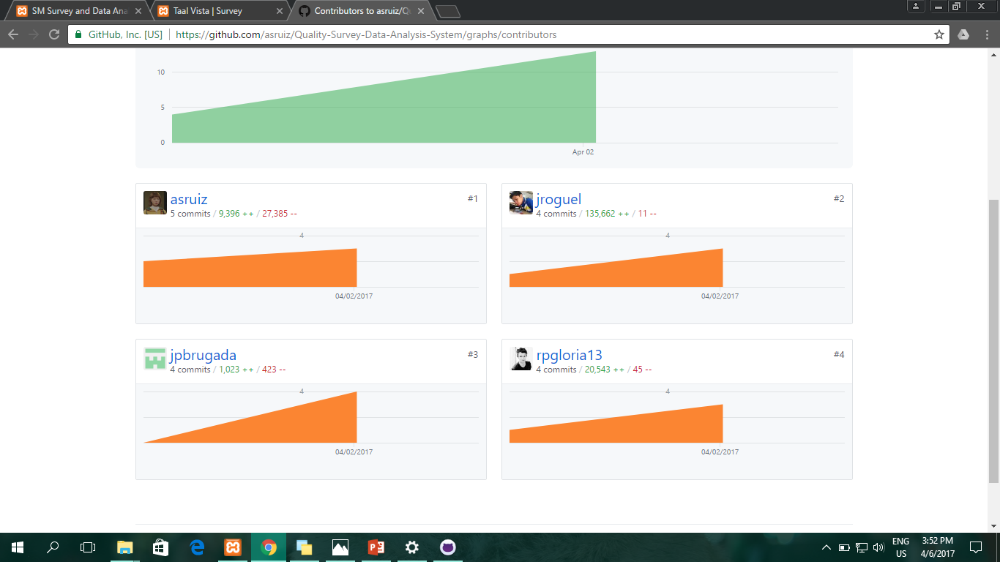 SM Survey and Data Ana
Taal Vista | Survey
Contributors to asruiz/Qu
GitHub, Inc. [US]
https://github.com/asruiz/Quality-Survey-Data-Analysis-System/graphs/contributors
10
5
0
Apr 02
asruiz
#1
5 commits / 9,396 ++ / 27,385 --
4
04/02/2017
jroguel
#2
4 commits / 135,662 ++ / 11 --
4
04/02/2017
jpbrugada
#3
4 commits / 1,023 ++ / 423 --
4
04/02/2017
rpgloria13
#4
4 commits / 20,543 ++ / 45 --
4
04/02/2017
ENG
US
3:52 PM
4/6/2017